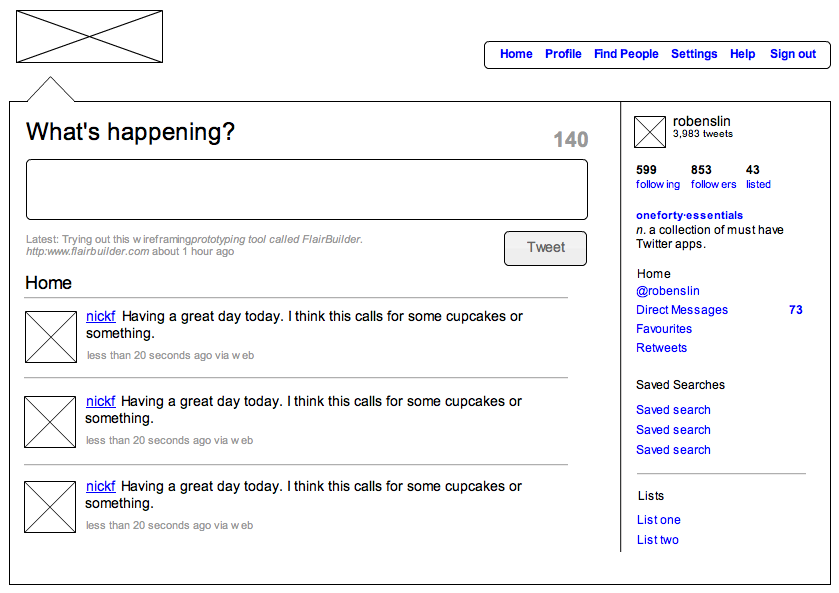 Home Profile Find People Settings Help Sign out
What's happening?
140
Latest: Trying out this wireframingprototyping tool called FlairBuilder.
http:www.flairbuilder.com about 1 hour ago
Tweet
Home
nickf Having a great day today. I think this calls for some cupcakes or
something.
less than 20 seconds ago via web
nickf Having a great day today. I think this calls for some cupcakes or
something.
less than 20 seconds ago via web
nickf Having a great day today. I think this calls for some cupcakes or
something.
less than 20 seconds ago via web
robenslin
3,983 tweets
599 853 43
following followers listed
oneforty·essentials
n. a collection of must have
Twitter apps.
Home
@robenslin
Direct Messages 73
Favourites
Retweets
Saved Searches
Saved search
Saved search
Saved search
Lists
List one
List two